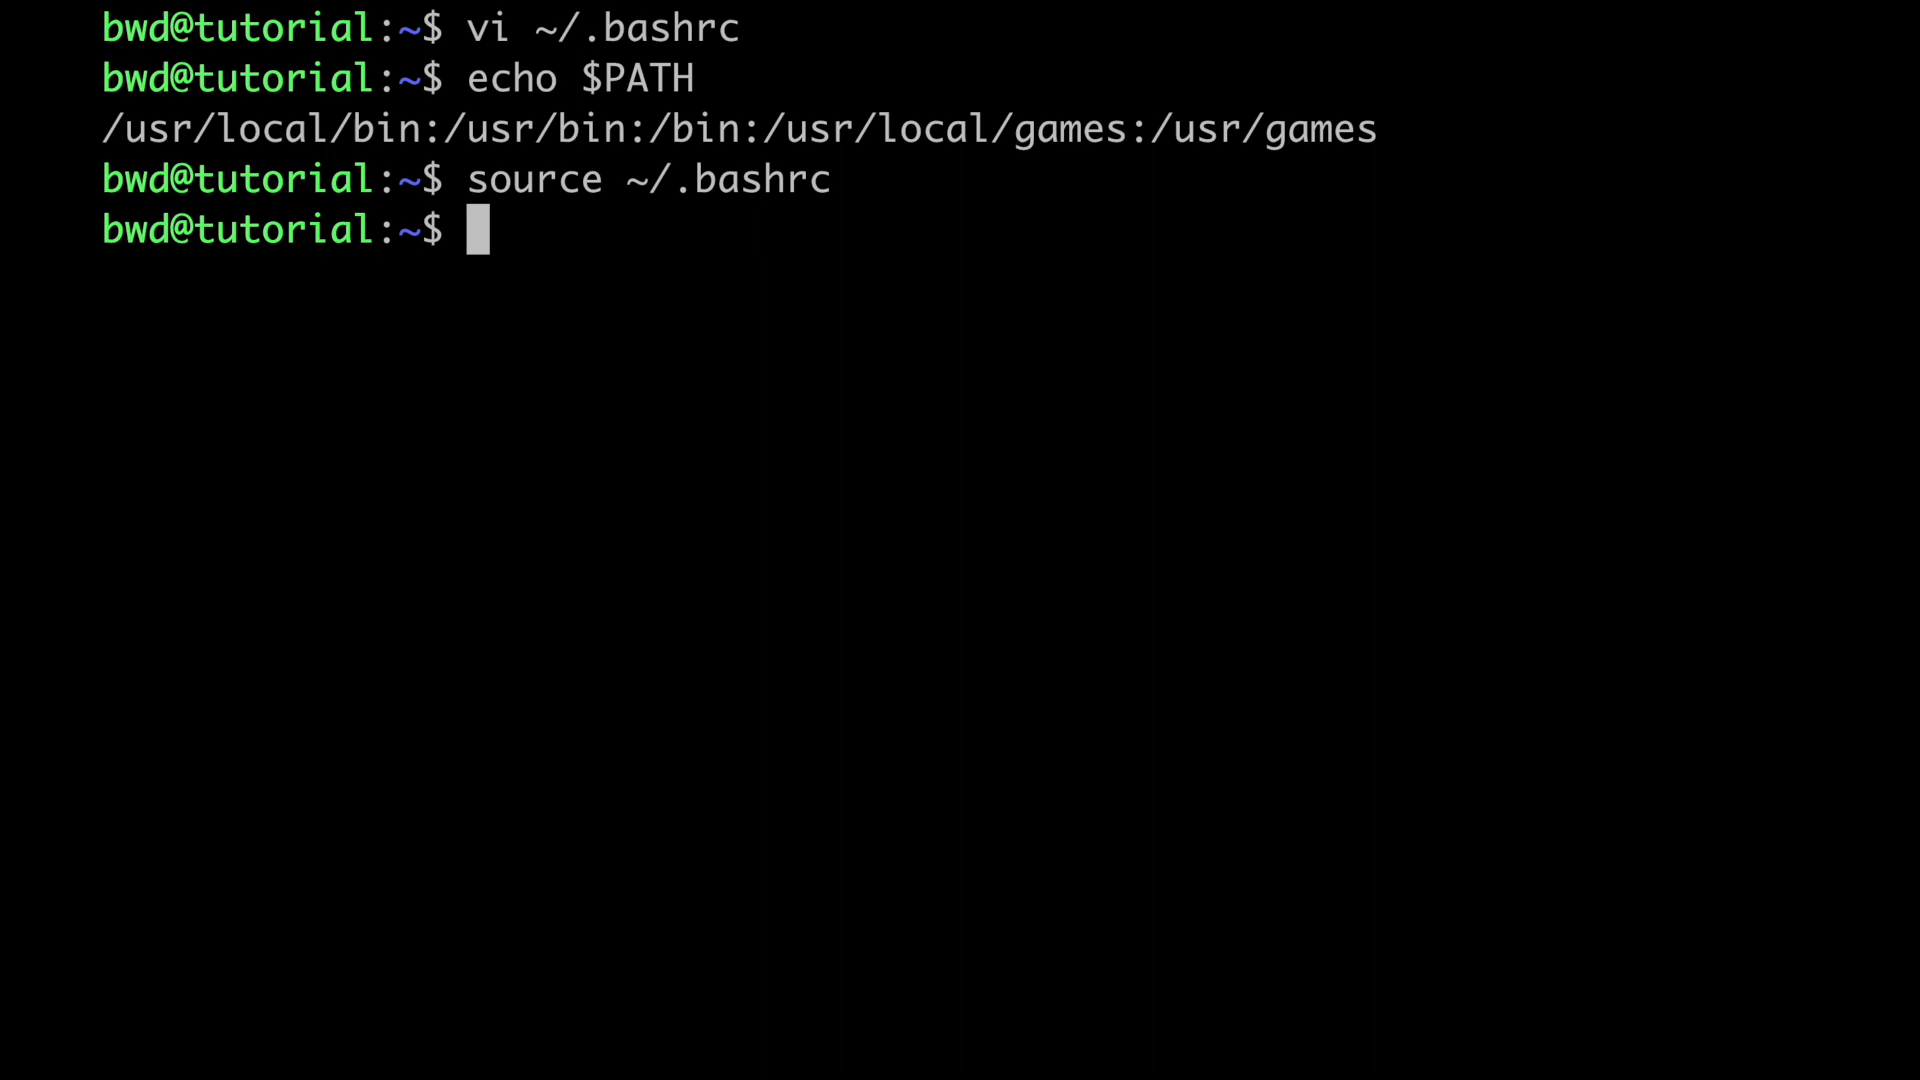 bwd@tutorial:~$ vi ~/.bashrc
bwd@tutorial:~$ echo $PATH
/usr/local/bin:/usr/bin:/bin:/usr/local/games:/usr/games
bwd@tutorial:~$ source ~/.bashrc
bwd@tutorial:~$